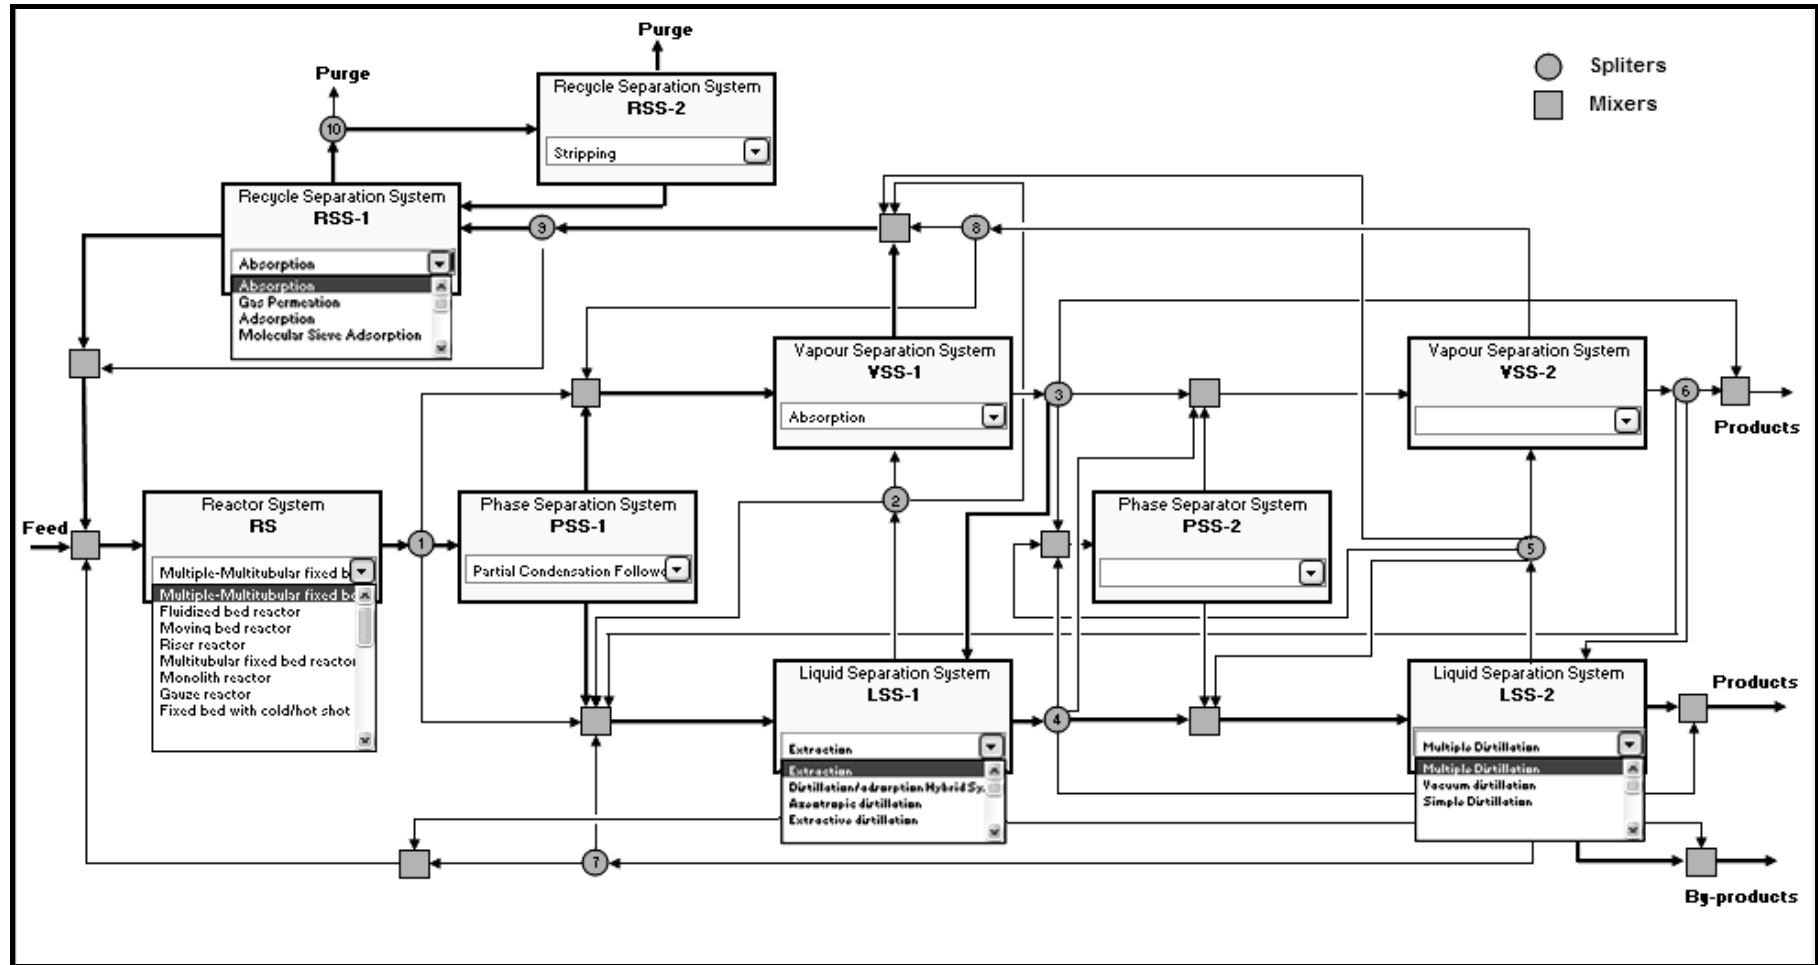 Purge
Purge
Recycle Separation System
RSS-2
Stripping
Spliters
Mixers
10
Recycle Separation System
RSS-1
Absorption
Absorption
Gas Permeation
Adsorption
Molecular Sieve Adsorption
9
8
Vapour Separation System
VSS-1
Absorption
3
Vapour Separation System
VSS-2
6
Products
Feed
Reactor System
RS
Multiple-Multitubular fixed b
Multiple-Multitubular fixed be
Fluidized bed reactor
Moving bed reactor
Riser reactor
Multitubular fixed bed reactor
Monolith reactor
Gauze reactor
Fixed bed with cold/hot shot
1
Phase Separation System
PSS-1
Partial Condensation Followe
2
Phase Separator System
PSS-2
5
Liquid Separation System
LSS-1
Extraction
Extraction
Distillation/adsorption Hybrid Sy.
Azeotropic distillation
Extractive distillation
4
Liquid Separation System
LSS-2
Multiple Distillation
Multiple Distillation
Vacuum distillation
Simple Distillation
Products
7
By-products